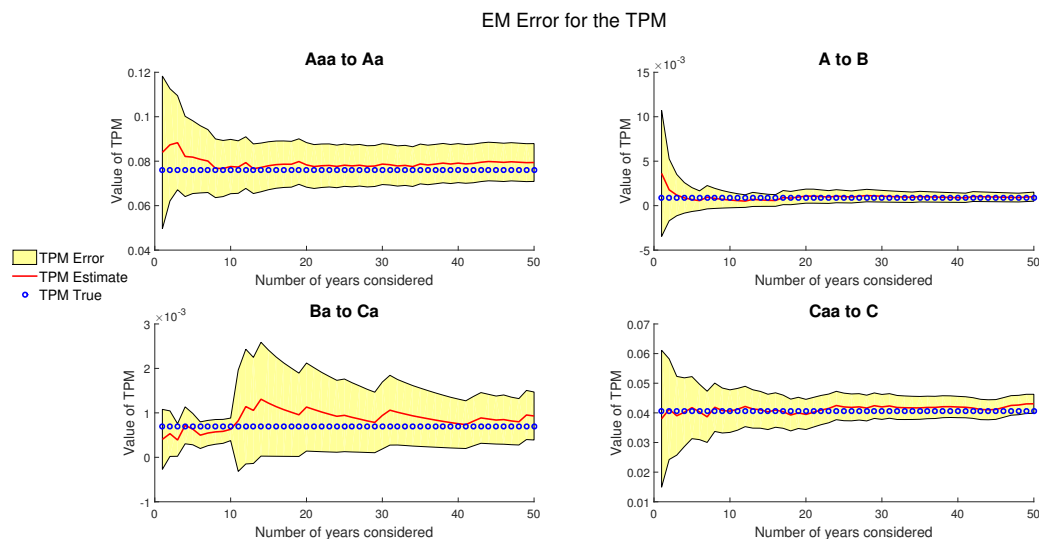 EM Error for the TPM
Aaa to Aa
Value of TPM
0.12
0.1
0.08
0.06
0.04
0 10 20 30 40 50
Number of years considered
A to B
×10⁻³
Value of TPM
15
10
5
0
-5
0 10 20 30 40 50
Number of years considered
TPM Error
TPM Estimate
TPM True
Ba to Ca
×10⁻³
Value of TPM
3
2
1
0
-1
0 10 20 30 40 50
Number of years considered
Caa to C
Value of TPM
0.07
0.06
0.05
0.04
0.03
0.02
0.01
0 10 20 30 40 50
Number of years considered